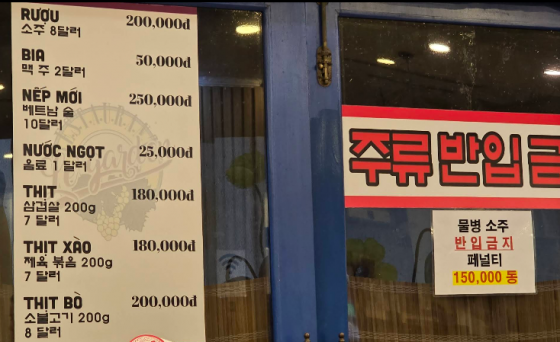 RƯỢU 200,000đ
소주 8달러
BIA 50,000đ
맥 주 2달러
NẾP MỚI 250,000đ
베트남 술
10달러
NƯỚC NGỌT 25,000đ
음료 1 달러
THỊT 180,000đ
삼겹살 200g
7 달러
THỊT XÀO 180,000đ
제육 볶음 200g
7 달러
THỊT BÒ 200,000đ
소불고기 200g
8 달러
주류 반입 금
물병 소주
반 입 금 지
페널티
150,000 동